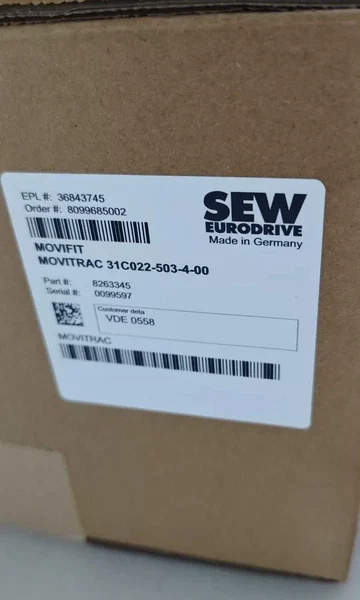 EPL#: 36843745
Order #: 8099685002
SEW
EURODRIVE
Made in Germany
MOVIFIT
MOVITRAC 31C022-503-4-00
Part #: 8263345
Serial #: 0099597
Customer deta
VDE 0558
MOVITRAC